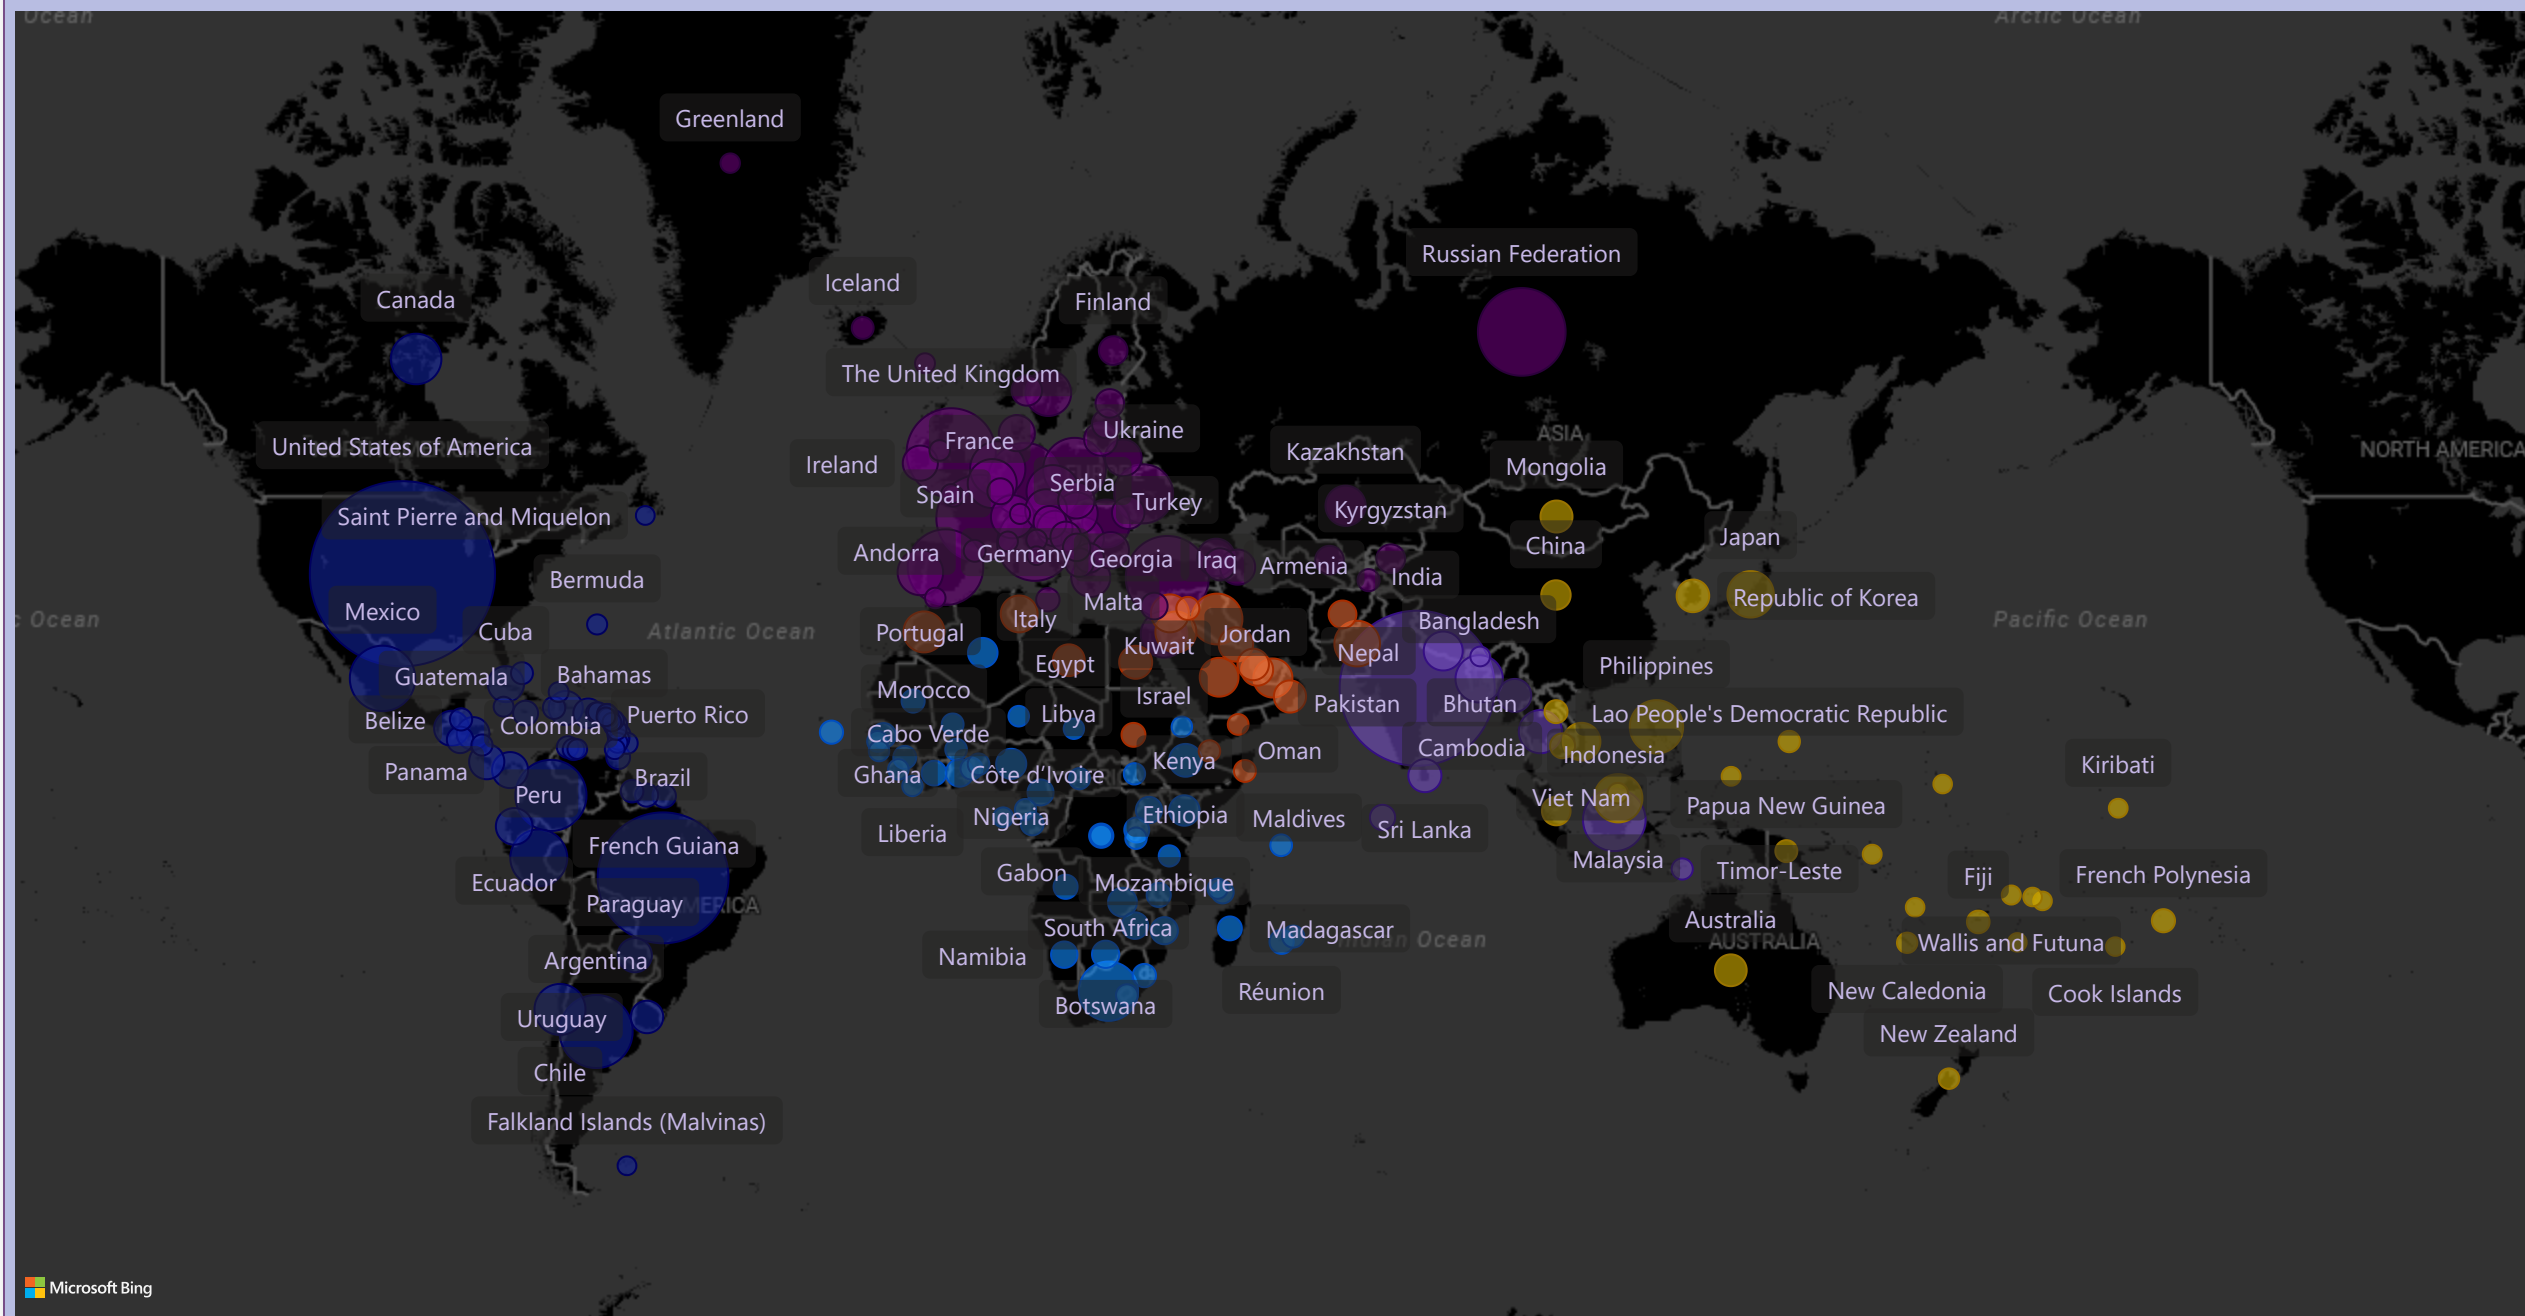 Ocean
Arctic Ocean
Greenland
Russian Federation
Iceland
Canada
Finland
The United Kingdom
Ukraine
ASIA
France
United States of America
Kazakhstan
NORTH AMERICA
Ireland
Mongolia
Serbia
Spain
Turkey
Kyrgyzstan
Saint Pierre and Miquelon
Japan
China
Andorra
Germany
Georgia
Iraq
Armenia
India
Bermuda
Malta
Republic of Korea
Mexico
c Ocean
Italy
Pacific Ocean
Bangladesh
Cuba
Atlantic Ocean
Portugal
Jordan
Kuwait
Nepal
Egypt
Philippines
Guatemala
Bahamas
Morocco
Israel
Pakistan
Bhutan
Belize
Colombia
Puerto Rico
Libya
Lao People's Democratic Republic
Cabo Verde
Cambodia
Oman
Indonesia
Kenya
Kiribati
Panama
Brazil
Ghana
Côte d'Ivoire
Peru
Viet Nam
Papua New Guinea
Nigeria
Ethiopia
Maldives
Liberia
Sri Lanka
French Guiana
Malaysia
Timor-Leste
Gabon
Fiji
French Polynesia
Ecuador
Mozambique
Paraguay
MERICA
Australia
South Africa
Madagascar
Ocean
AUSTRALIA
Wallis and Futuna
Namibia
Argentina
Réunion
New Caledonia
Cook Islands
Botswana
Uruguay
New Zealand
Chile
Falkland Islands (Malvinas)
Microsoft Bing